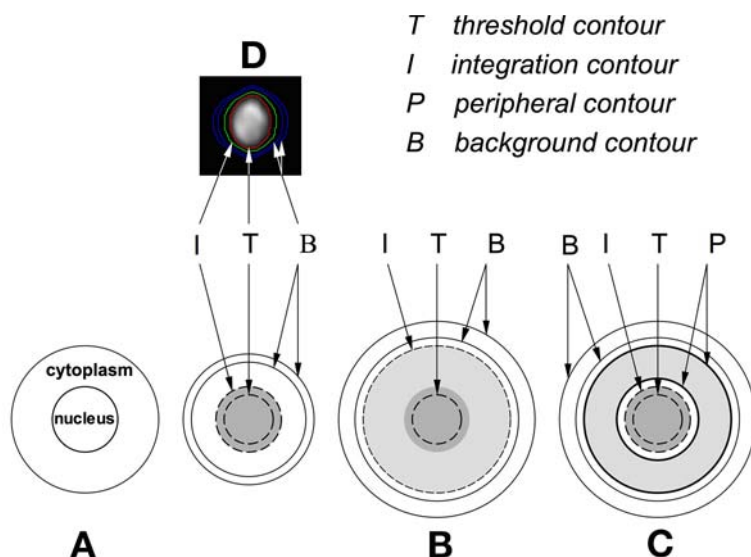 T threshold contour
D
I integration contour
P peripheral contour
B background contour
I T B
I T B
B I T P
cytoplasm
nucleus
A
B
C